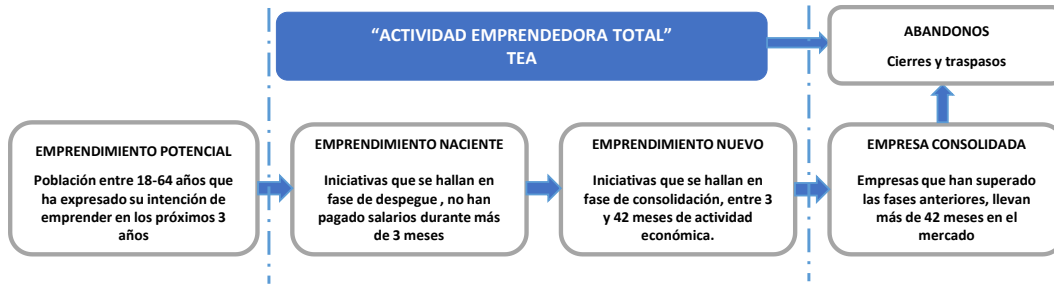 “ACTIVIDAD EMPRENDEDORA TOTAL”
TEA
ABANDONOS
Cierres y traspasos
EMPRENDIMIENTO POTENCIAL
Población entre 18-64 años que
ha expresado su intención de
emprender en los próximos 3
años
EMPRENDIMIENTO NACIENTE
Iniciativas que se hallan en
fase de despegue , no han
pagado salarios durante más
de 3 meses
EMPRENDIMIENTO NUEVO
Iniciativas que se hallan en
fase de consolidación, entre 3
y 42 meses de actividad
económica.
EMPRESA CONSOLIDADA
Empresas que han superado
las fases anteriores, llevan
más de 42 meses en el
mercado